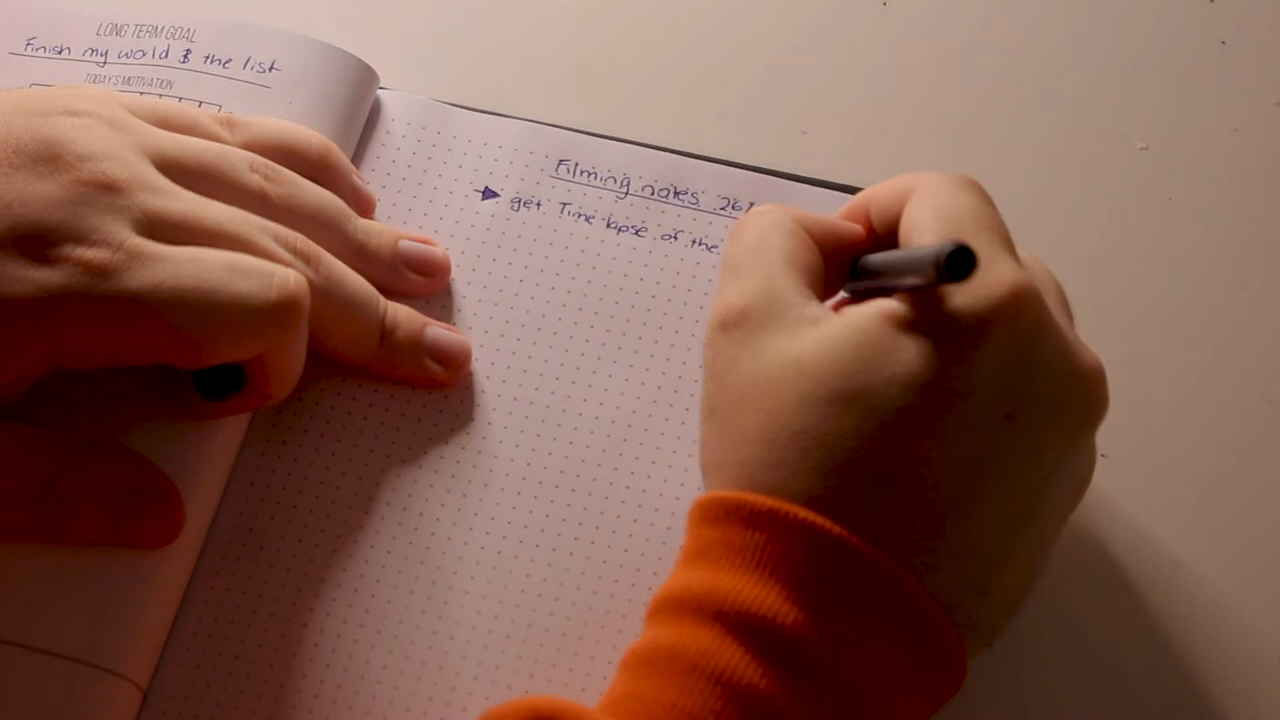 LONG TERM GOAL
Finish my world & the list
TODAY'S MOTIVATION
Filming notes
get Time-lapse of the